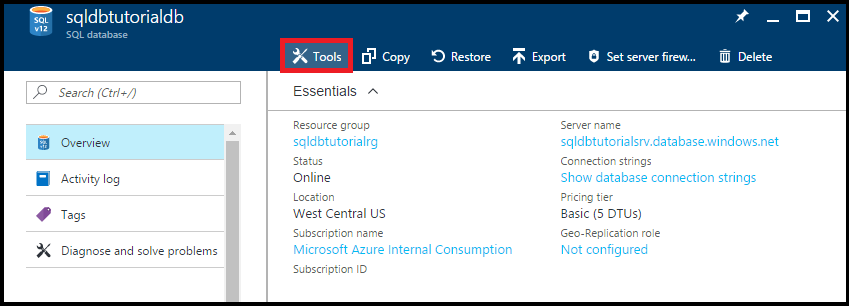 sqldbtutorialdb
SQL database
SQL
v12
Tools Copy Restore Export Set server firew... Delete
Search (Ctrl+/)
Overview
Activity log
Tags
Diagnose and solve problems
Essentials
Resource group
sqldbtutorialrg
Status
Online
Location
West Central US
Subscription name
Microsoft Azure Internal Consumption
Subscription ID
Server name
sqldbtutorialsrv.database.windows.net
Connection strings
Show database connection strings
Pricing tier
Basic (5 DTUs)
Geo-Replication role
Not configured